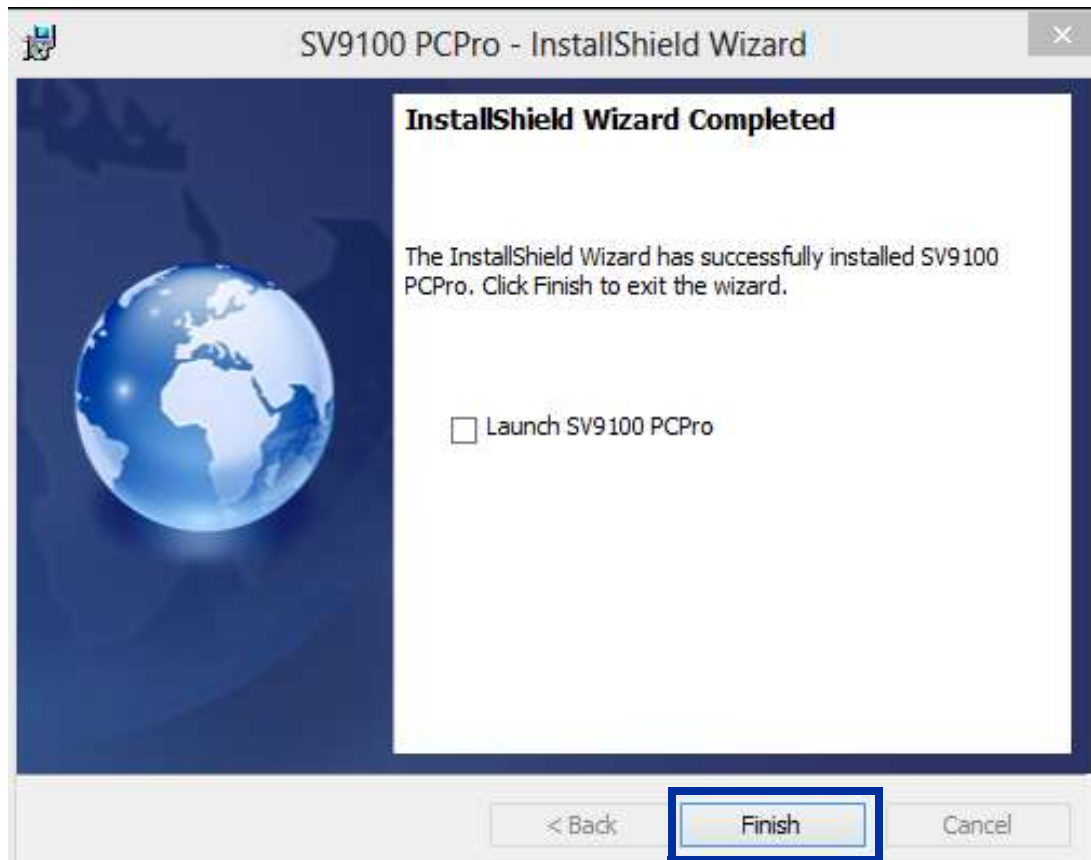 SV9100 PCPro - InstallShield Wizard
InstallShield Wizard Completed
The InstallShield Wizard has successfully installed SV9100
PCPro. Click Finish to exit the wizard.
Launch SV9100 PCPro
< Back
Finish
Cancel